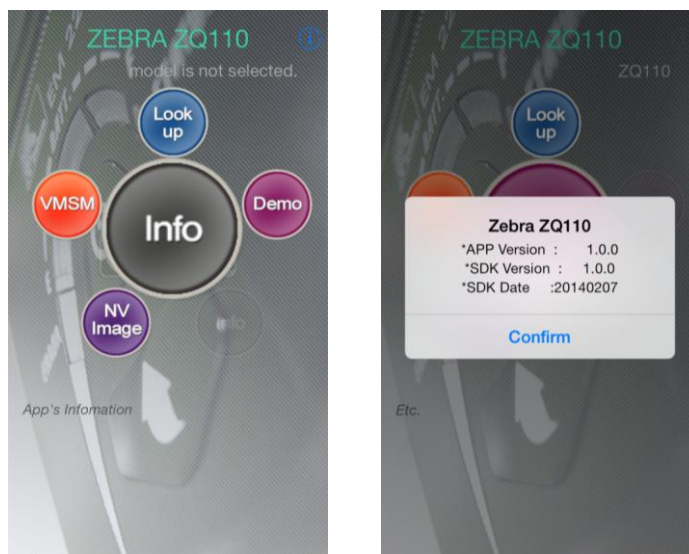 ZEBRA ZQ110
model is not selected.
Look
up
VMSM
Info
Demo
NV
Image
Info
App's Infomation
ZEBRA ZQ110
ZQ110
Look
up
Zebra ZQ110
*APP Version : 1.0.0
*SDK Version : 1.0.0
*SDK Date :20140207
Confirm
Etc.